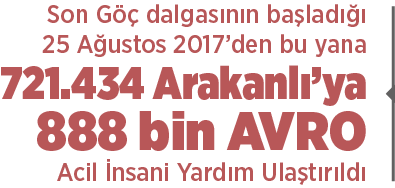 Son Göç dalgasının başladığı
25 Ağustos 2017’den bu yana
721.434 Arakanlı’ya
888 bin AVRO
Acil İnsani Yardım Ulaştırıldı